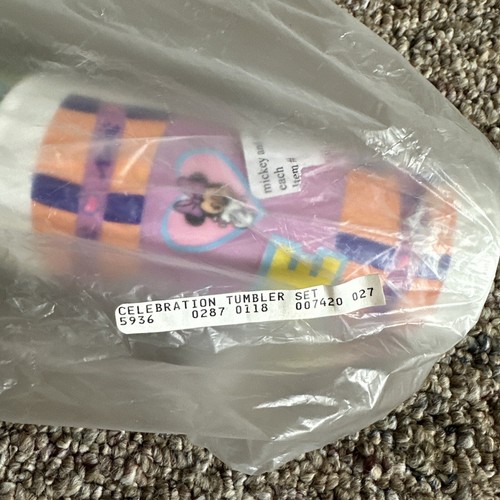 mickey and
each
Item #
E
CELEBRATION TUMBLER SET
5936 0287 0118 007420 027